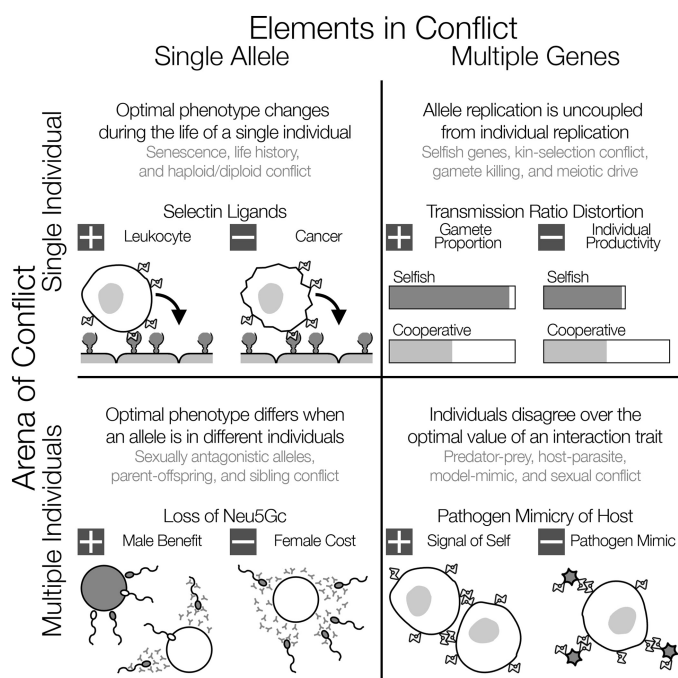 Elements in Conflict
Single Allele
Multiple Genes
Arena of Conflict
Single Individual
Optimal phenotype changes
during the life of a single individual
Senescence, life history,
and haploid/diploid conflict
Selectin Ligands
+ Leukocyte
− Cancer
Allele replication is uncoupled
from individual replication
Selfish genes, kin-selection conflict,
gamete killing, and meiotic drive
Transmission Ratio Distortion
+ Gamete
Proportion
− Individual
Productivity
Selfish
Selfish
Cooperative
Cooperative
Multiple Individuals
Optimal phenotype differs when
an allele is in different individuals
Sexually antagonistic alleles,
parent-offspring, and sibling conflict
Loss of Neu5Gc
+ Male Benefit
− Female Cost
Individuals disagree over the
optimal value of an interaction trait
Predator-prey, host-parasite,
model-mimic, and sexual conflict
Pathogen Mimicry of Host
+ Signal of Self
− Pathogen Mimic